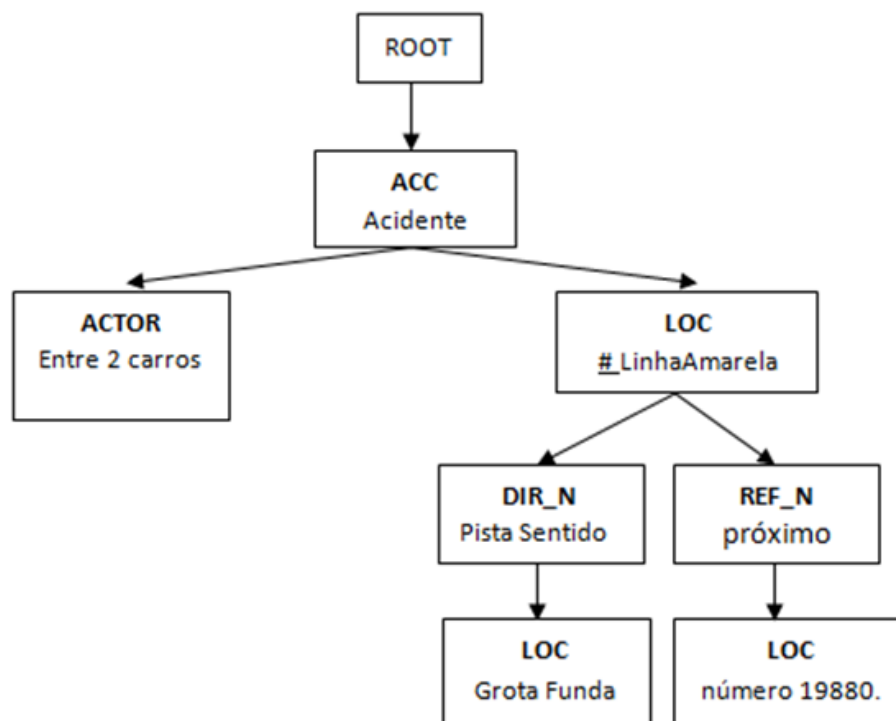 ROOT
ACC
Acidente
ACTOR
Entre 2 carros
LOC
#_LinhaAmarela
DIR_N
Pista Sentido
REF_N
próximo
LOC
Grota Funda
LOC
número 19880.